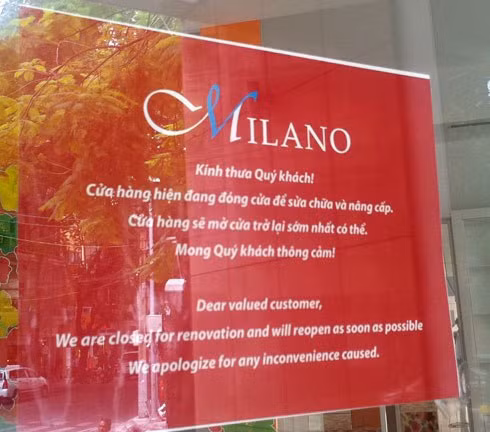 MILANO
Kính thưa Quý khách!
Cửa hàng hiện đang đóng cửa để sửa chữa và nâng cấp.
Cửa hàng sẽ mở cửa trở lại sớm nhất có thể.
Mong Quý khách thông cảm!
Dear valued customer,
We are closed for renovation and will reopen as soon as possible
We apologize for any inconvenience caused.